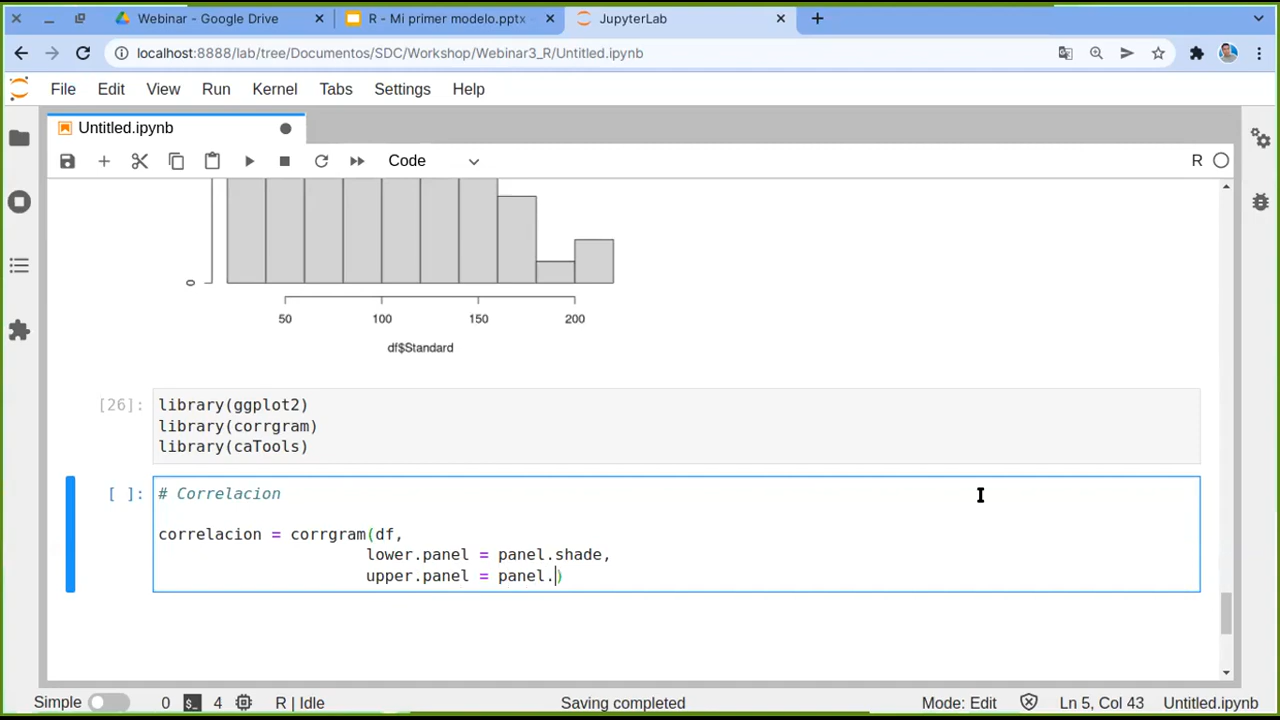 Webinar - Google Drive
R - Mi primer modelo.pptx
JupyterLab
localhost:8888/lab/tree/Documentos/SDC/Workshop/Webinar3_R/Untitled.ipynb
File Edit View Run Kernel Tabs Settings Help
Untitled.ipynb
Code
R
0
50 100 150 200
df$Standard
[26]:
library(ggplot2)
library(corrgram)
library(caTools)
[ ]:
# Correlacion
correlacion = corrgram(df,
lower.panel = panel.shade,
upper.panel = panel.)
Simple 0 $_ 4 R | Idle Saving completed Mode: Edit Ln 5, Col 43 Untitled.ipynb